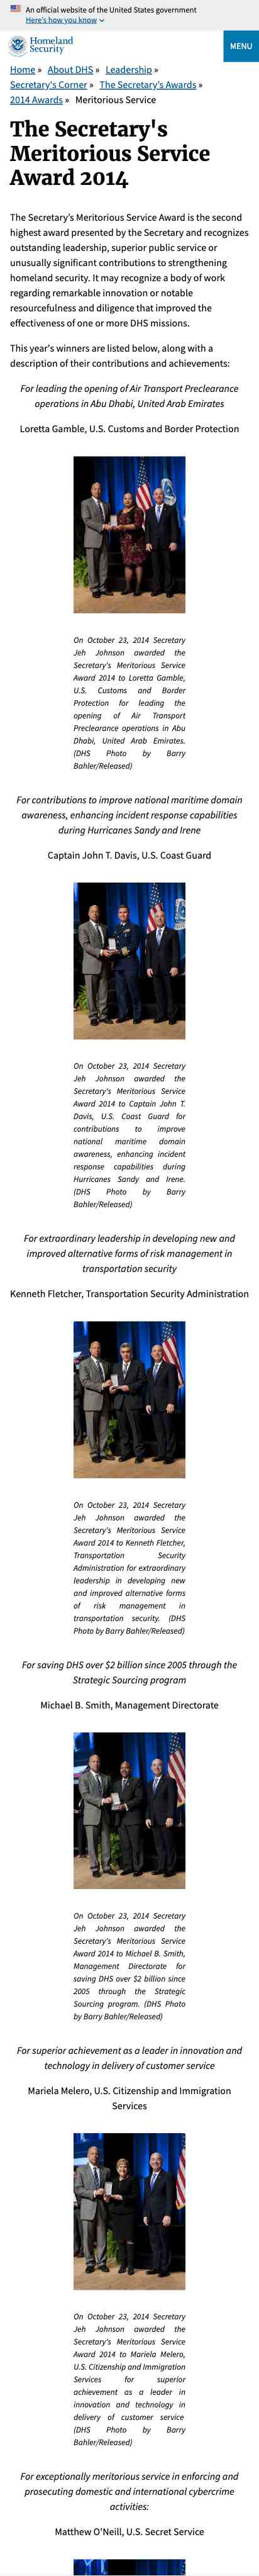 An official website of the United States government
Here's how you know
Homeland
Security
MENU
Home » About DHS » Leadership »
Secretary's Corner » The Secretary's Awards »
2014 Awards » Meritorious Service
The Secretary's
Meritorious Service
Award 2014
The Secretary’s Meritorious Service Award is the second
highest award presented by the Secretary and recognizes
outstanding leadership, superior public service or
unusually significant contributions to strengthening
homeland security. It may recognize a body of work
regarding remarkable innovation or notable
resourcefulness and diligence that improved the
effectiveness of one or more DHS missions.
This year's winners are listed below, along with a
description of their contributions and achievements:
For leading the opening of Air Transport Preclearance
operations in Abu Dhabi, United Arab Emirates
Loretta Gamble, U.S. Customs and Border Protection
On October 23, 2014 Secretary
Jeh Johnson awarded the
Secretary's Meritorious Service
Award 2014 to Loretta Gamble,
U.S. Customs and Border
Protection for leading the
opening of Air Transport
Preclearance operations in Abu
Dhabi, United Arab Emirates.
(DHS Photo by Barry
Bahler/Released)
For contributions to improve national maritime domain
awareness, enhancing incident response capabilities
during Hurricanes Sandy and Irene
Captain John T. Davis, U.S. Coast Guard
On October 23, 2014 Secretary
Jeh Johnson awarded the
Secretary's Meritorious Service
Award 2014 to Captain John T.
Davis, U.S. Coast Guard for
contributions to improve
national maritime domain
awareness, enhancing incident
response capabilities during
Hurricanes Sandy and Irene.
(DHS Photo by Barry
Bahler/Released)
For extraordinary leadership in developing new and
improved alternative forms of risk management in
transportation security
Kenneth Fletcher, Transportation Security Administration
On October 23, 2014 Secretary
Jeh Johnson awarded the
Secretary's Meritorious Service
Award 2014 to Kenneth Fletcher,
Transportation Security
Administration for extraordinary
leadership in developing new
and improved alternative forms
of risk management in
transportation security. (DHS
Photo by Barry Bahler/Released)
For saving DHS over $2 billion since 2005 through the
Strategic Sourcing program
Michael B. Smith, Management Directorate
On October 23, 2014 Secretary
Jeh Johnson awarded the
Secretary's Meritorious Service
Award 2014 to Michael B. Smith,
Management Directorate for
saving DHS over $2 billion since
2005 through the Strategic
Sourcing program. (DHS Photo
by Barry Bahler/Released)
For superior achievement as a leader in innovation and
technology in delivery of customer service
Mariela Melero, U.S. Citizenship and Immigration
Services
On October 23, 2014 Secretary
Jeh Johnson awarded the
Secretary's Meritorious Service
Award 2014 to Mariela Melero,
U.S. Citizenship and Immigration
Services for superior
achievement as a leader in
innovation and technology in
delivery of customer service
(DHS Photo by Barry
Bahler/Released)
For exceptionally meritorious service in enforcing and
prosecuting domestic and international cybercrime
activities:
Matthew O'Neill, U.S. Secret Service